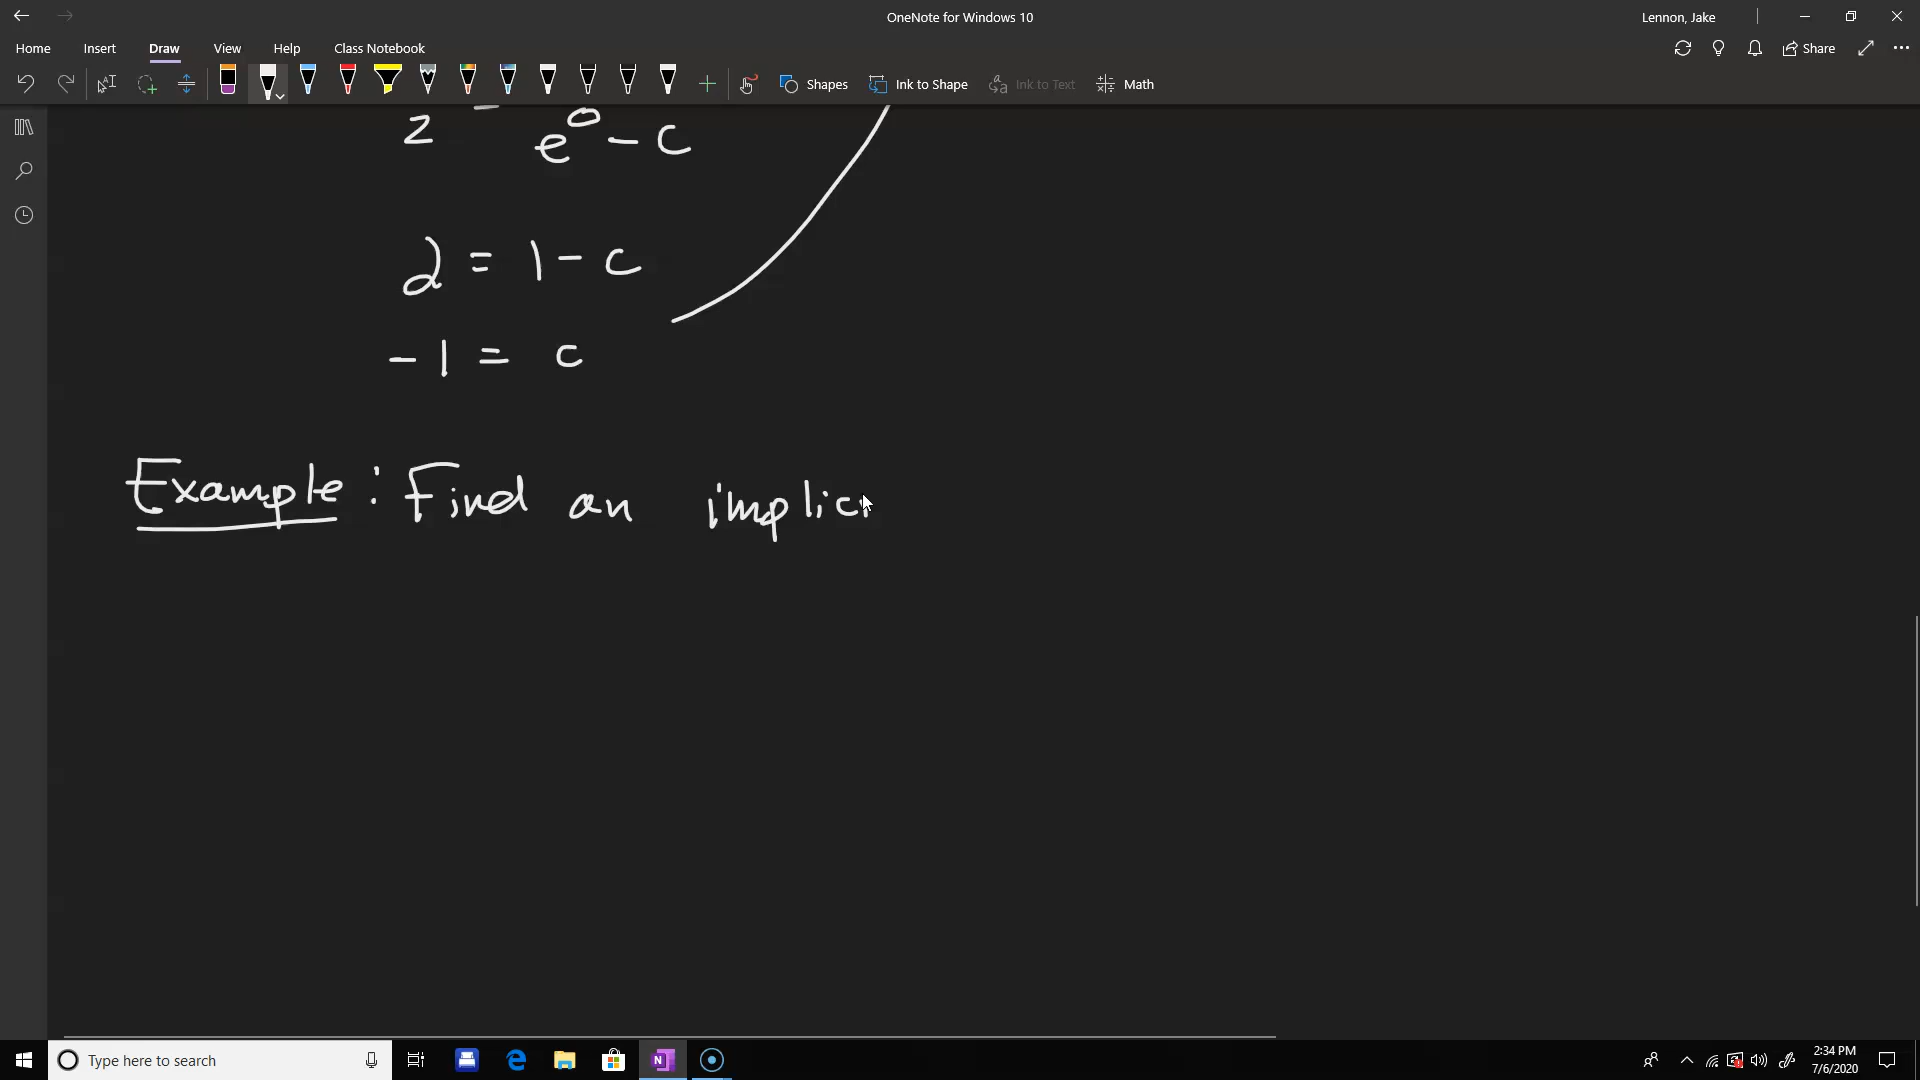 OneNote for Windows 10
Lennon, Jake
Home Insert Draw View Help Class Notebook
Share
Shapes Ink to Shape Ink to Text Math
2 = e^0 - c
2 = 1 - c
-1 = c
Example: Find an implici
Type here to search
2:34 PM
7/6/2020